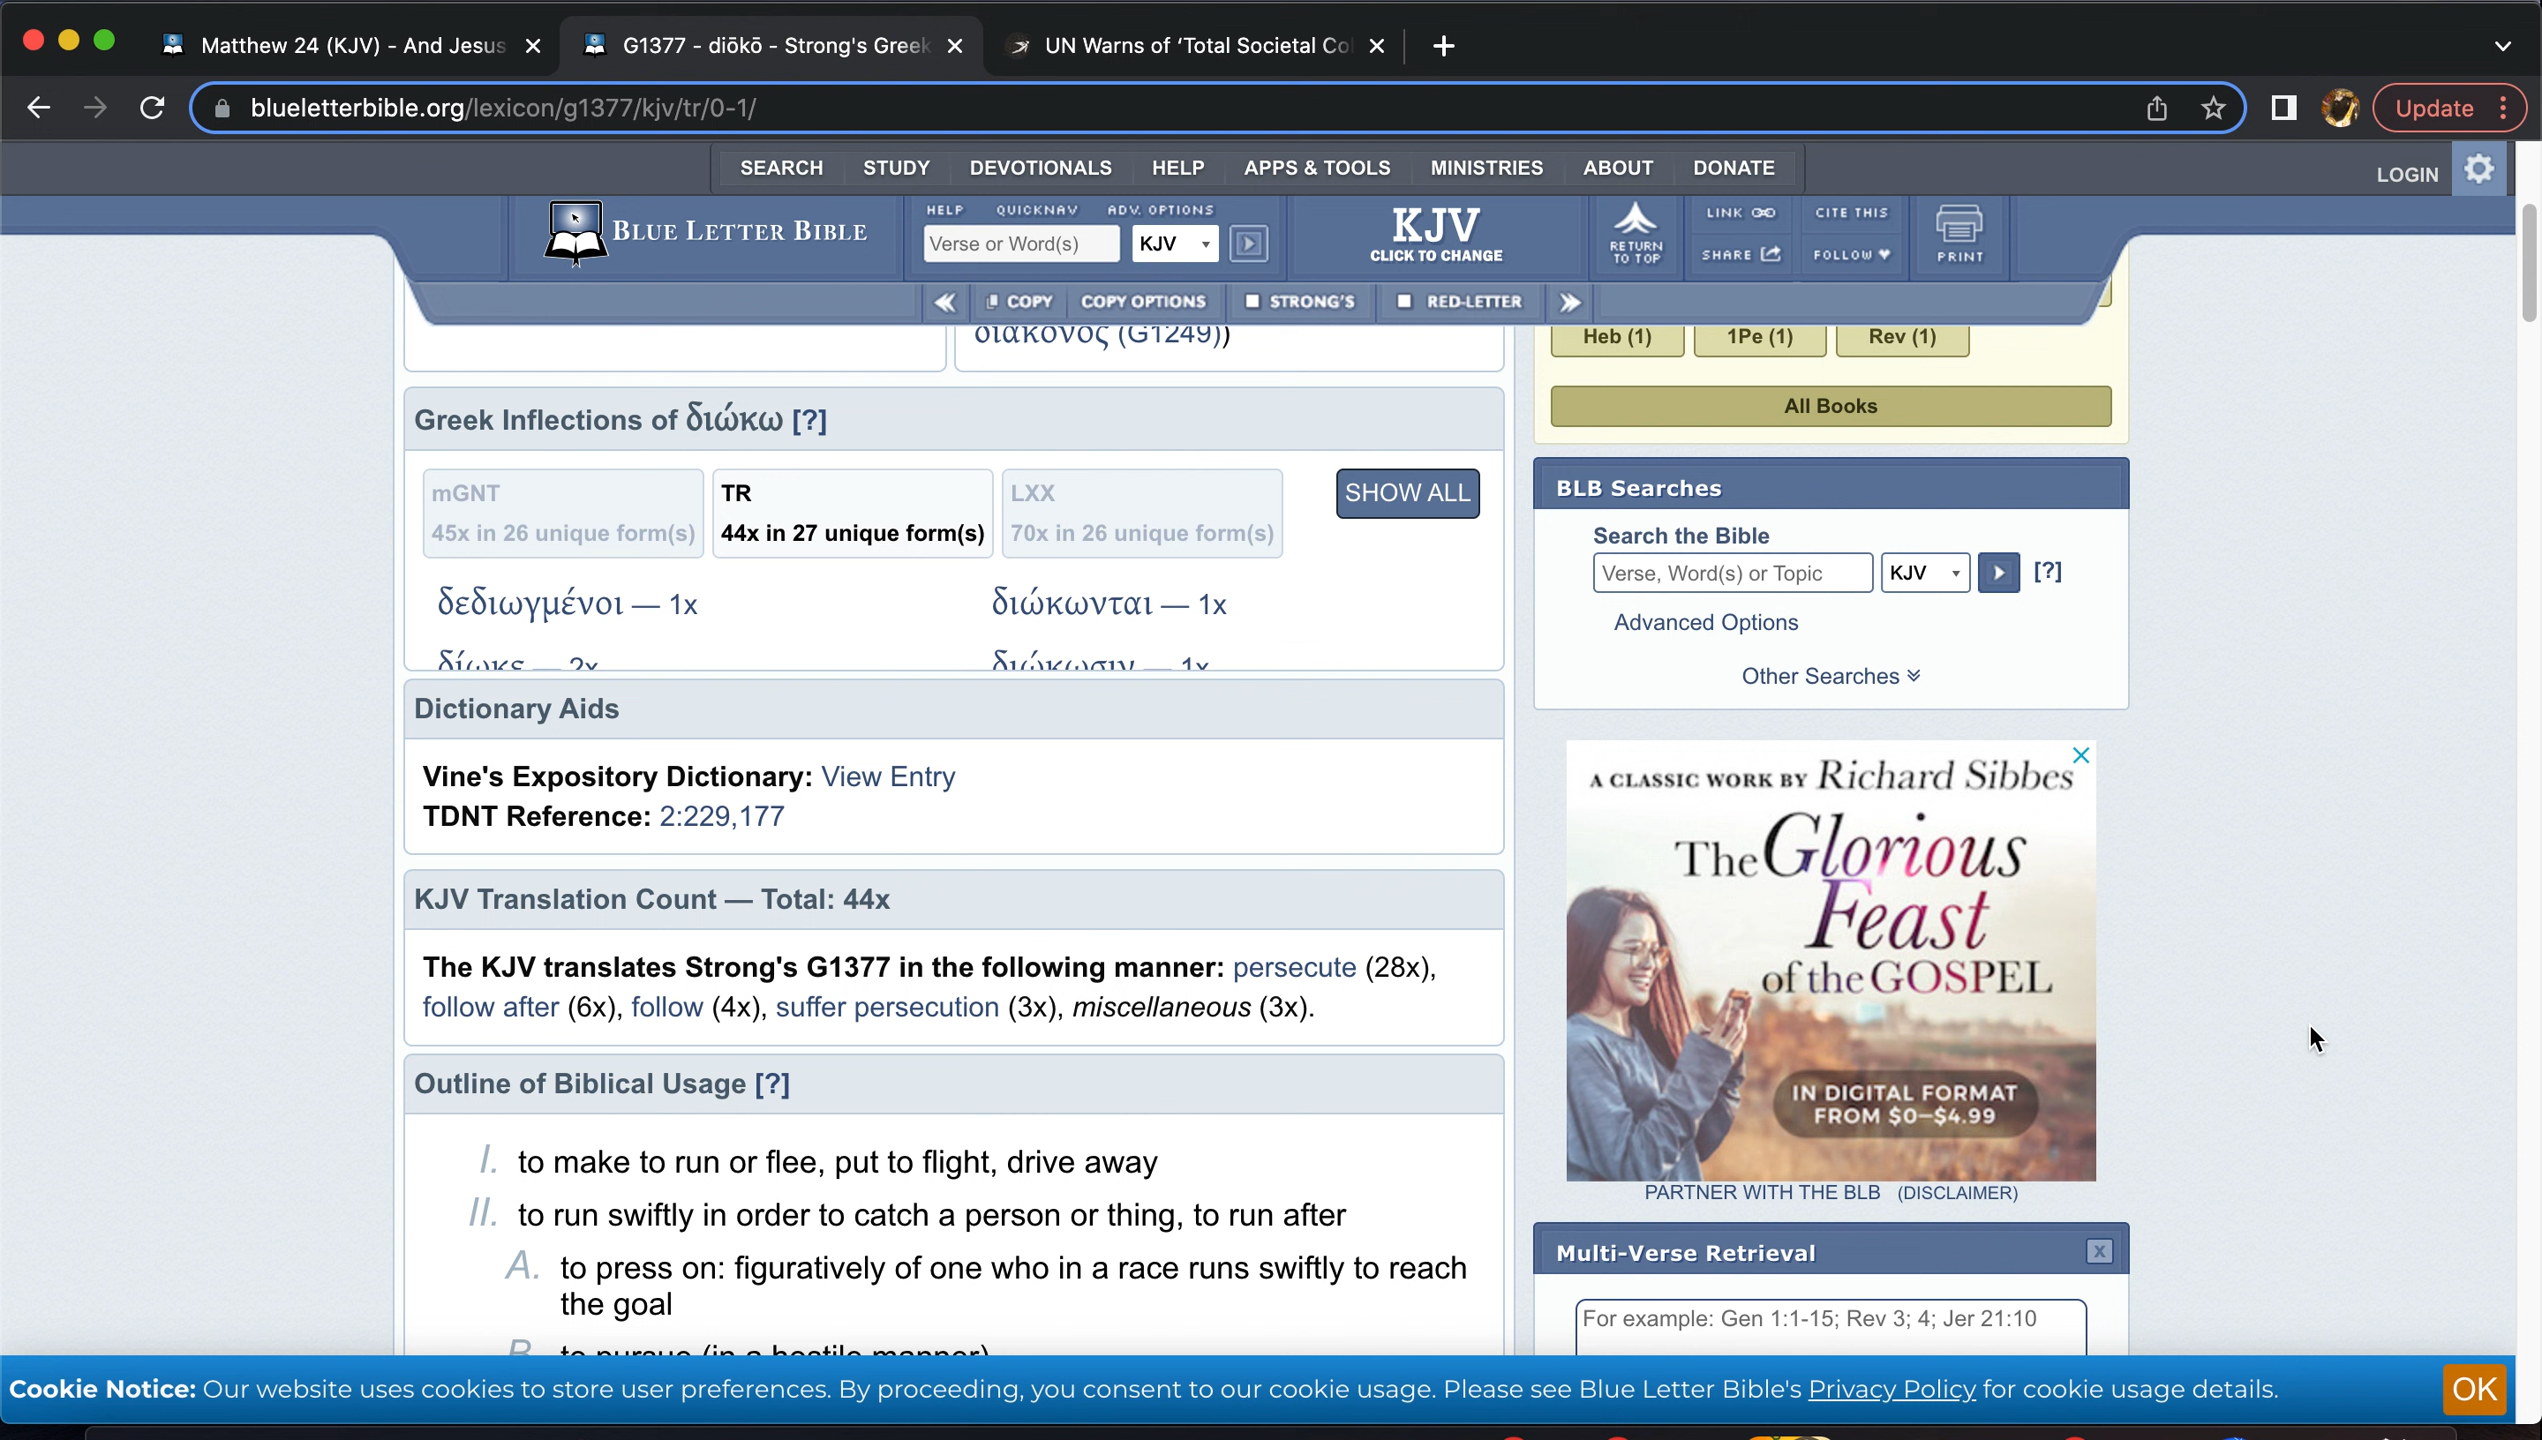 Matthew 24 (KJV) - And Jesus
G1377 - diōkō - Strong's Greek
UN Warns of ‘Total Societal Co
blueletterbible.org/lexicon/g1377/kjv/tr/0-1/
Update
SEARCH STUDY DEVOTIONALS HELP APPS & TOOLS MINISTRIES ABOUT DONATE
LOGIN
BLUE LETTER BIBLE
HELP QUICKNAV ADV. OPTIONS
Verse or Word(s) KJV
KJV
CLICK TO CHANGE
RETURN
TO TOP
LINK CITE THIS
SHARE FOLLOW
PRINT
COPY COPY OPTIONS STRONG'S RED-LETTER
διάκονος (G1249))
Heb (1) 1Pe (1) Rev (1)
All Books
Greek Inflections of διώκω [?]
mGNT
45x in 26 unique form(s)
TR
44x in 27 unique form(s)
LXX
70x in 26 unique form(s)
SHOW ALL
δεδιωγμένοι — 1x
διώκωνται — 1x
δίωκε — 2x
διώκωσιν — 1x
Dictionary Aids
Vine's Expository Dictionary: View Entry
TDNT Reference: 2:229,177
KJV Translation Count — Total: 44x
The KJV translates Strong's G1377 in the following manner: persecute (28x),
follow after (6x), follow (4x), suffer persecution (3x), miscellaneous (3x).
Outline of Biblical Usage [?]
I. to make to run or flee, put to flight, drive away
II. to run swiftly in order to catch a person or thing, to run after
A. to press on: figuratively of one who in a race runs swiftly to reach
the goal
B. to pursue (in a hostile manner)
BLB Searches
Search the Bible
Verse, Word(s) or Topic KJV [?]
Advanced Options
Other Searches
A CLASSIC WORK BY Richard Sibbes
The Glorious
Feast
of the GOSPEL
IN DIGITAL FORMAT
FROM $0–$4.99
PARTNER WITH THE BLB (DISCLAIMER)
Multi-Verse Retrieval x
For example: Gen 1:1-15; Rev 3; 4; Jer 21:10
Cookie Notice: Our website uses cookies to store user preferences. By proceeding, you consent to our cookie usage. Please see Blue Letter Bible's Privacy Policy for cookie usage details.
OK